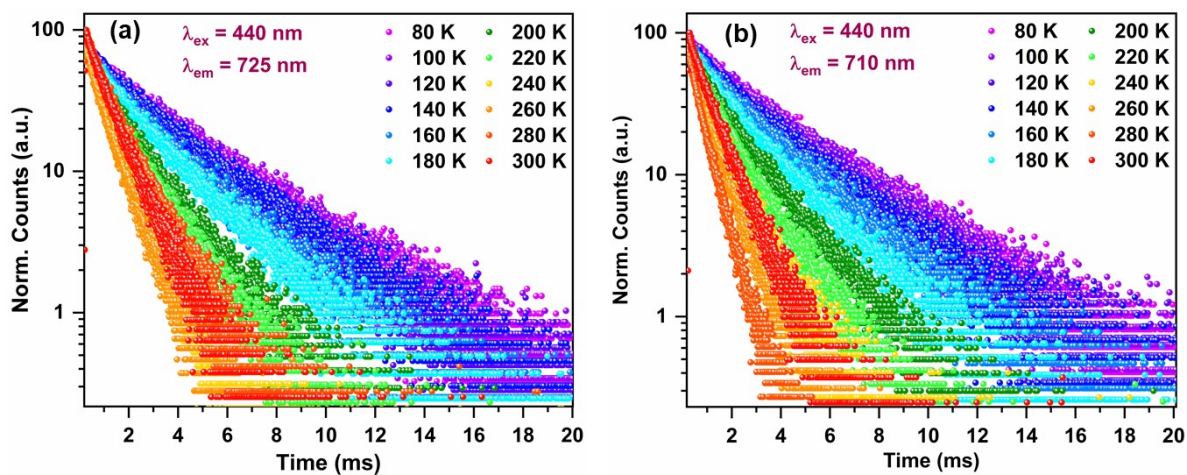 (a)
λex = 440 nm
λem = 725 nm
80 K 200 K
100 K 220 K
120 K 240 K
140 K 260 K
160 K 280 K
180 K 300 K
100
10
1
Norm. Counts (a.u.)
2 4 6 8 10 12 14 16 18 20
Time (ms)
(b)
λex = 440 nm
λem = 710 nm
80 K 200 K
100 K 220 K
120 K 240 K
140 K 260 K
160 K 280 K
180 K 300 K
100
10
1
Norm. Counts (a.u.)
2 4 6 8 10 12 14 16 18 20
Time (ms)